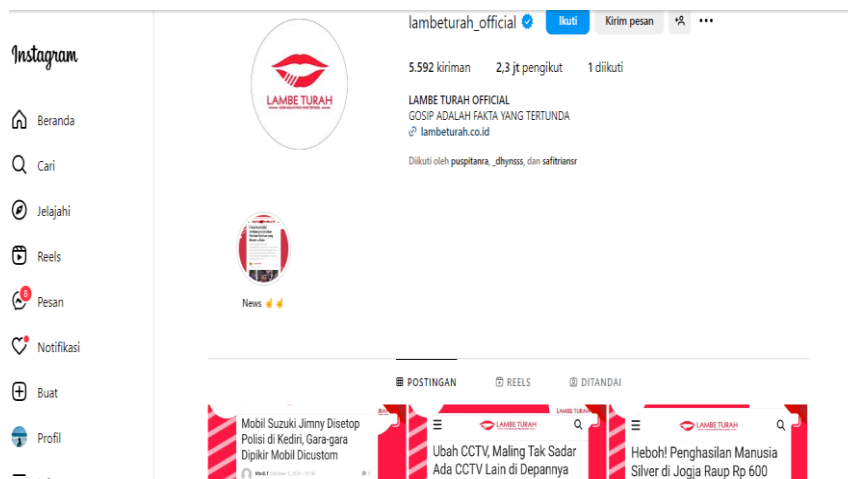 Instagram
Beranda
Cari
Jelajahi
Reels
8
Pesan
Notifikasi
Buat
Profil
lambeturah_official
Ikuti
Kirim pesan
5.592 kiriman 2,3 jt pengikut 1 diikuti
LAMBE TURAH OFFICIAL
GOSIP ADALAH FAKTA YANG TERTUNDA
lambeturah.co.id
Diikuti oleh puspitanra, _dhynsss, dan safitriansr
LAMBE TURAH
News ☝☝
POSTINGAN REELS DITANDAI
Mobil Suzuki Jimny Disetop
Polisi di Kediri, Gara-gara
Dipikir Mobil Dicustom
LAMBE TURAH
LAMBE TURAH
Ubah CCTV, Maling Tak Sadar
Ada CCTV Lain di Depannya
LAMBE TURAH
Heboh! Penghasilan Manusia
Silver di Jogja Raup Rp 600